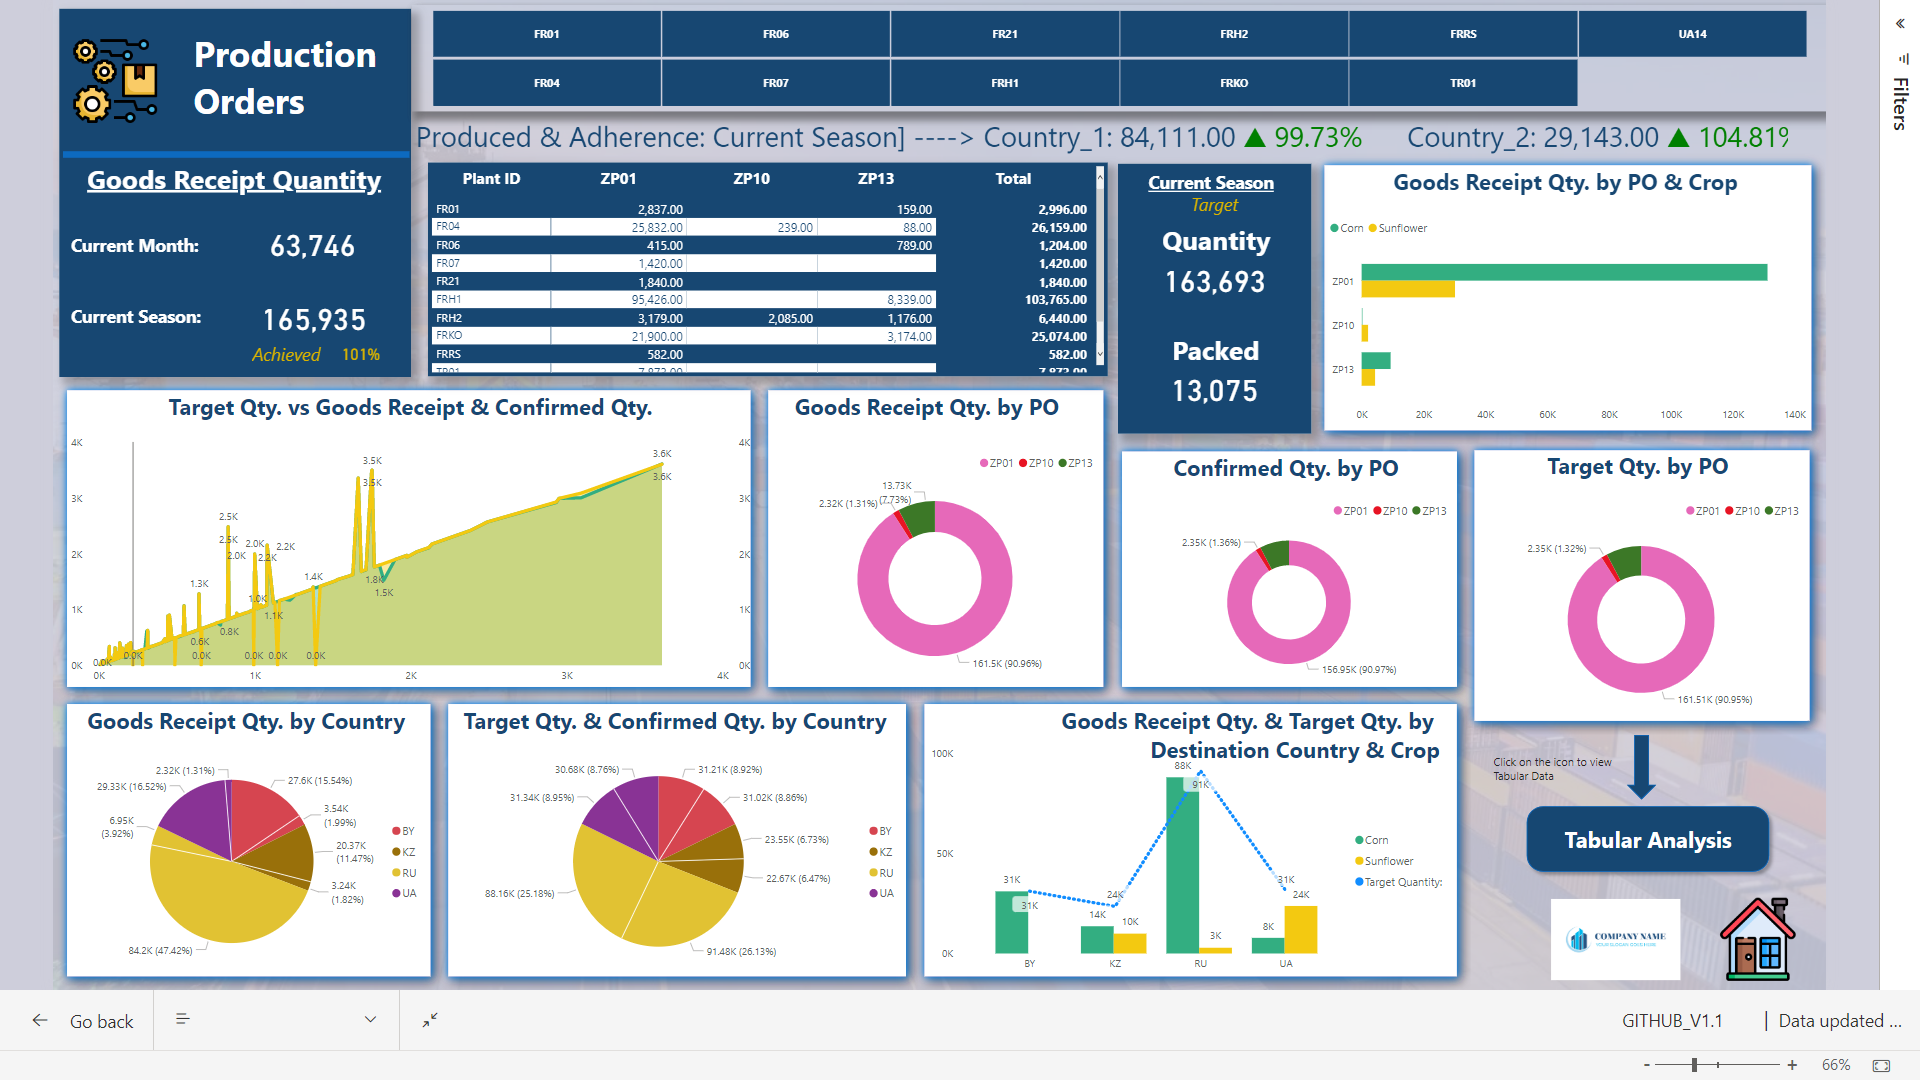 Production
Orders
FR01 FR06 FR21 FRH2 FRRS UA14
FR04 FR07 FRH1 FRKO TR01
Produced & Adherence: Current Season] ----> Country_1: 84,111.00 ▲ 99.73% Country_2: 29,143.00 ▲ 104.81%
Goods Receipt Quantity
Current Month: 63,746
Current Season: 165,935
Achieved 101%
Plant ID ZP01 ZP10 ZP13 Total
FR01 2,837.00 159.00 2,996.00
FR04 25,832.00 239.00 88.00 26,159.00
FR06 415.00 789.00 1,204.00
FR07 1,420.00 1,420.00
FR21 1,840.00 1,840.00
FRH1 95,426.00 8,339.00 103,765.00
FRH2 3,179.00 2,085.00 1,176.00 6,440.00
FRKO 21,900.00 3,174.00 25,074.00
FRRS 582.00 582.00
TR01 7,872.00 7,872.00
Current Season
Target
Quantity
163,693
Packed
13,075
Goods Receipt Qty. by PO & Crop
Corn Sunflower
ZP01
ZP10
ZP13
0K 20K 40K 60K 80K 100K 120K 140K
Target Qty. vs Goods Receipt & Confirmed Qty.
4K 4K
3K 3K
2K 2K
1K 1K
0K 0K
3.6K
3.6K
3.5K
3.5K
2.5K
2.5K
2.0K
2.0K
2.2K
2.2K
1.3K
1.4K
1.8K
1.5K
1.0K
1.1K
0.8K
0.6K
0.0K 0.0K 0.0K 0.0K 0.0K 0.0K
0K 1K 2K 3K 4K
Goods Receipt Qty. by PO
ZP01 ZP10 ZP13
13.73K
(7.73%)
2.32K (1.31%)
161.5K (90.96%)
Confirmed Qty. by PO
ZP01 ZP10 ZP13
2.35K (1.36%)
156.95K (90.97%)
Target Qty. by PO
ZP01 ZP10 ZP13
2.35K (1.32%)
161.51K (90.95%)
Goods Receipt Qty. by Country
2.32K (1.31%)
27.6K (15.54%)
29.33K (16.52%)
3.54K
(1.99%)
6.95K
(3.92%)
20.37K
(11.47%)
3.24K
(1.82%)
84.2K (47.42%)
BY
KZ
RU
UA
Target Qty. & Confirmed Qty. by Country
30.68K (8.76%)
31.21K (8.92%)
31.34K (8.95%)
31.02K (8.86%)
23.55K (6.73%)
22.67K (6.47%)
88.16K (25.18%)
91.48K (26.13%)
BY
KZ
RU
UA
Goods Receipt Qty. & Target Qty. by
Destination Country & Crop
100K
50K
0K
31K
31K
24K
14K
10K
88K
91K
3K
31K
24K
8K
BY KZ RU UA
Corn
Sunflower
Target Quantity:
Click on the icon to view
Tabular Data
Tabular Analysis
COMPANY NAME
Filters
Go back
GITHUB_V1.1 | Data updated ...
- + 66%